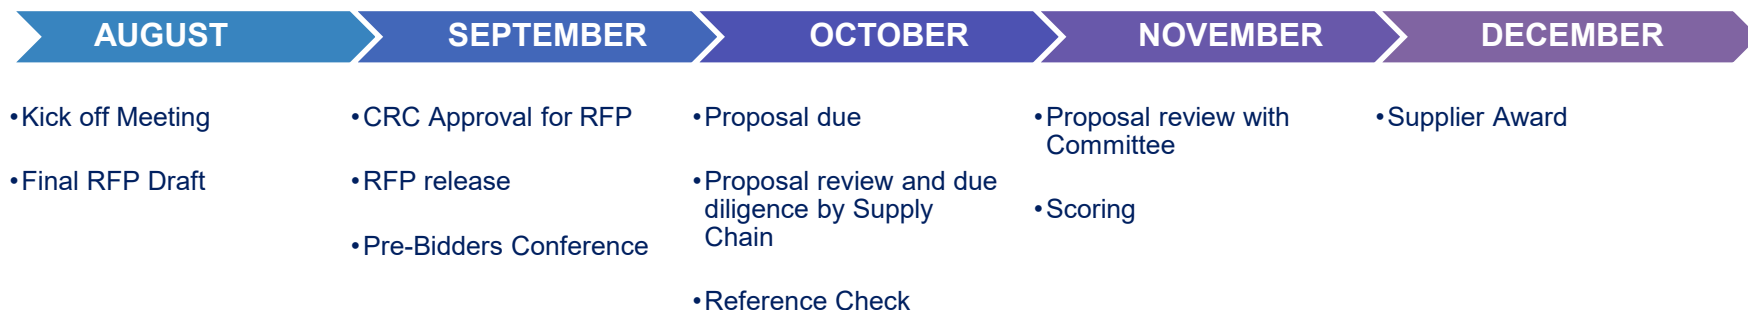 AUGUST
•Kick off Meeting
•Final RFP Draft
SEPTEMBER
•CRC Approval for RFP
•RFP release
•Pre-Bidders Conference
OCTOBER
•Proposal due
•Proposal review and due
diligence by Supply
Chain
•Reference Check
NOVEMBER
•Proposal review with
Committee
•Scoring
DECEMBER
•Supplier Award